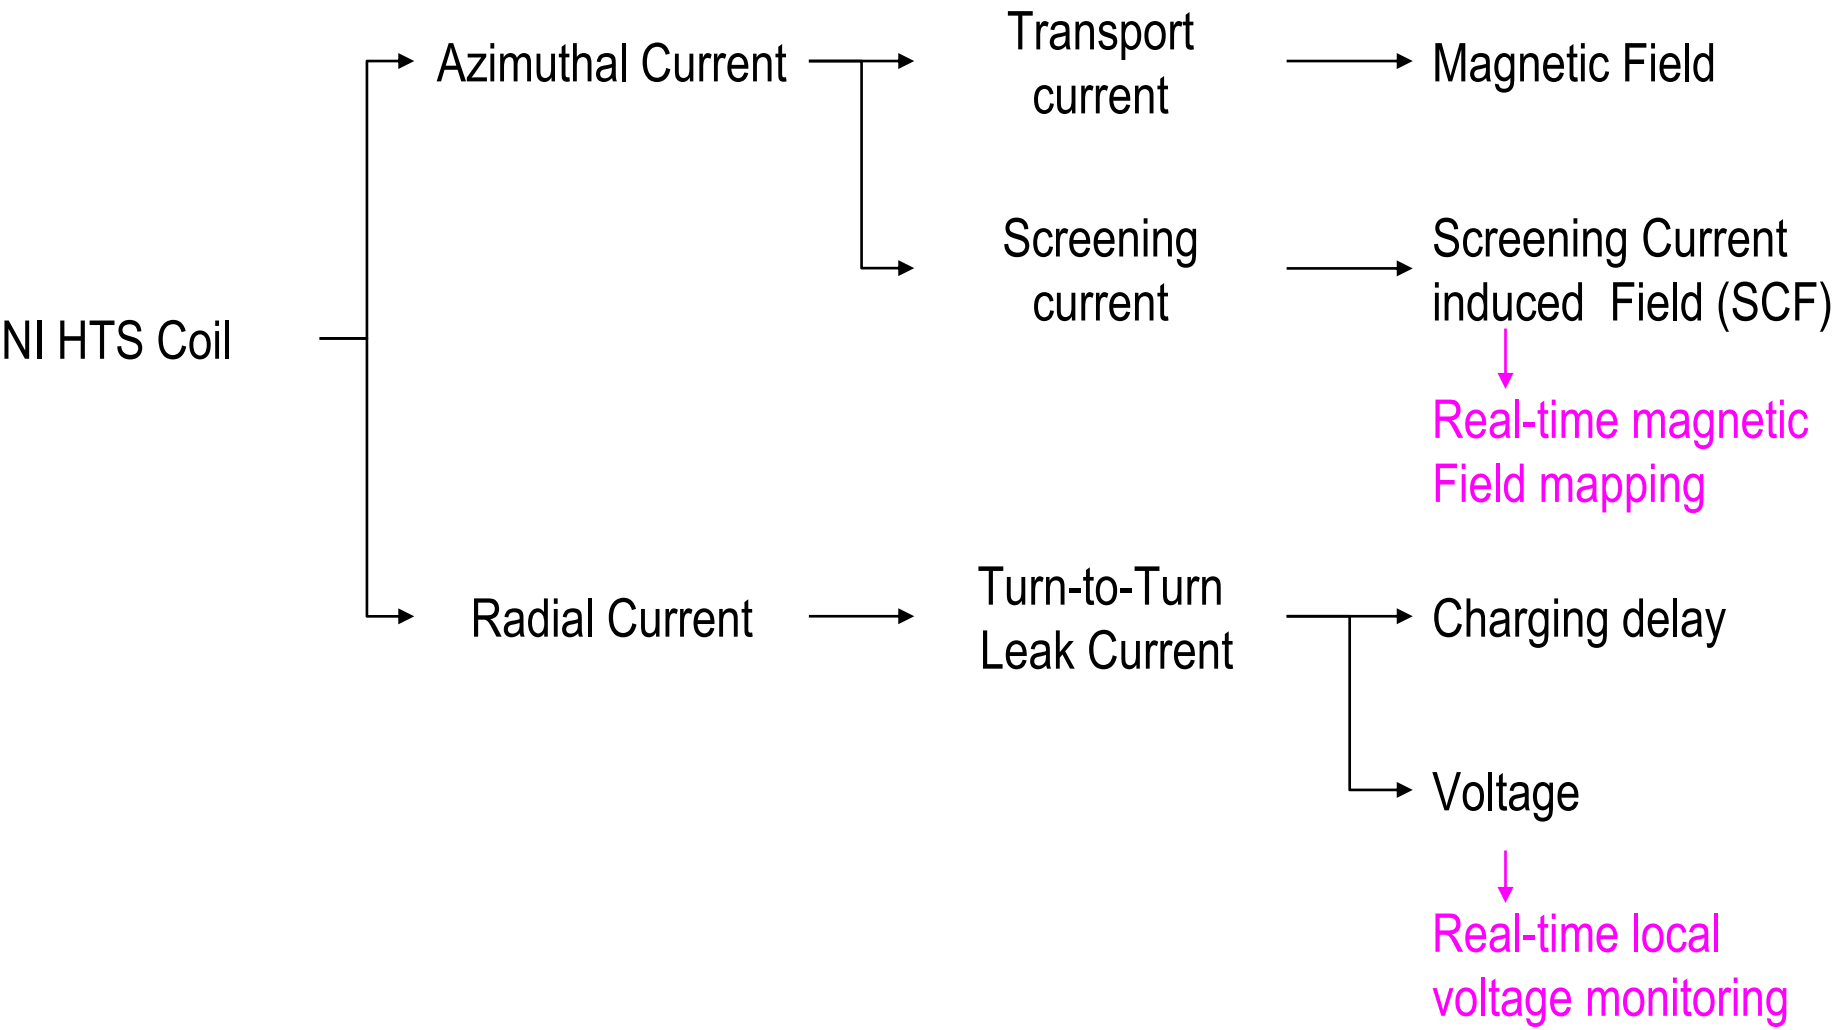 NI HTS Coil
Azimuthal Current
Transport
current
Magnetic Field
Screening
current
Screening Current
induced  Field (SCF)
Real-time magnetic
Field mapping
Radial Current
Turn-to-Turn
Leak Current
Charging delay
Voltage
Real-time local
voltage monitoring